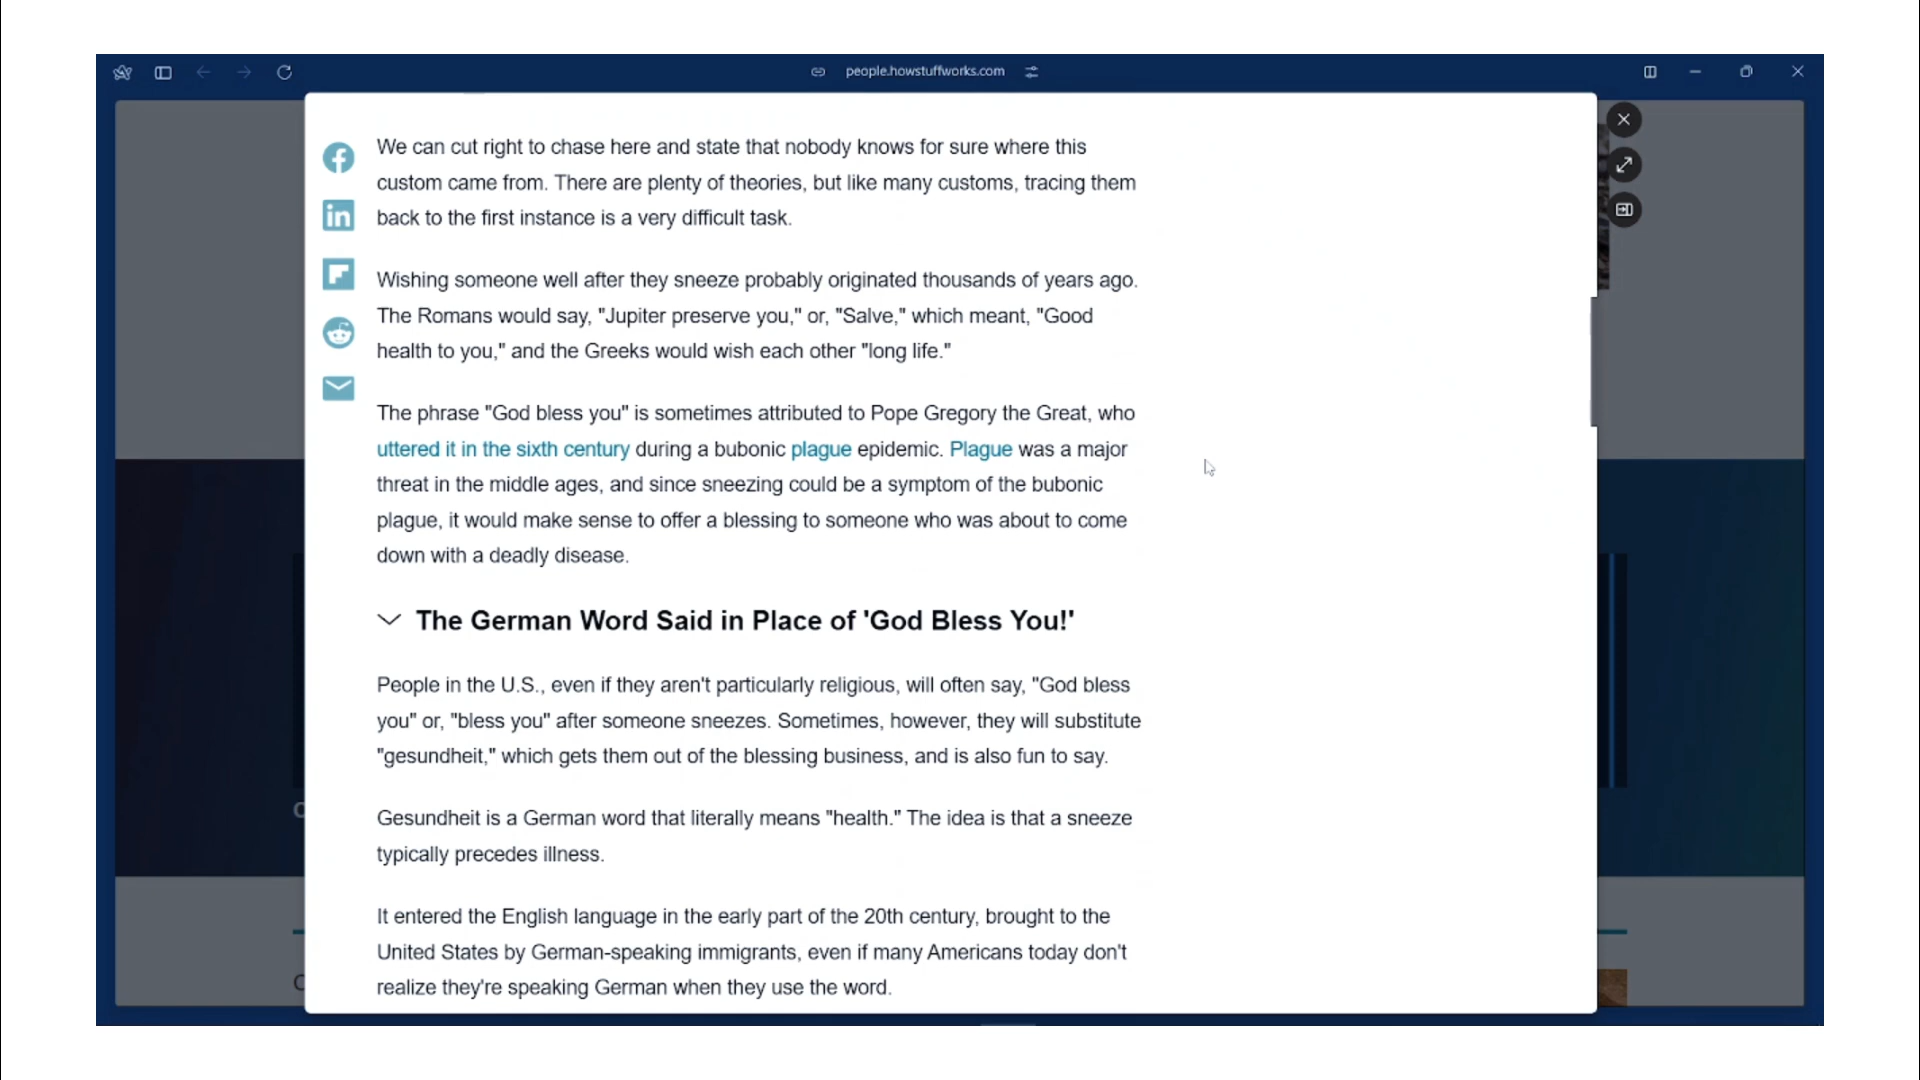 people.howstuffworks.com
We can cut right to chase here and state that nobody knows for sure where this
custom came from. There are plenty of theories, but like many customs, tracing them
back to the first instance is a very difficult task.
Wishing someone well after they sneeze probably originated thousands of years ago.
The Romans would say, "Jupiter preserve you," or, "Salve," which meant, "Good
health to you," and the Greeks would wish each other "long life."
The phrase "God bless you" is sometimes attributed to Pope Gregory the Great, who
uttered it in the sixth century during a bubonic plague epidemic. Plague was a major
threat in the middle ages, and since sneezing could be a symptom of the bubonic
plague, it would make sense to offer a blessing to someone who was about to come
down with a deadly disease.
The German Word Said in Place of 'God Bless You!'
People in the U.S., even if they aren't particularly religious, will often say, "God bless
you" or, "bless you" after someone sneezes. Sometimes, however, they will substitute
"gesundheit," which gets them out of the blessing business, and is also fun to say.
Gesundheit is a German word that literally means "health." The idea is that a sneeze
typically precedes illness.
It entered the English language in the early part of the 20th century, brought to the
United States by German-speaking immigrants, even if many Americans today don't
realize they're speaking German when they use the word.